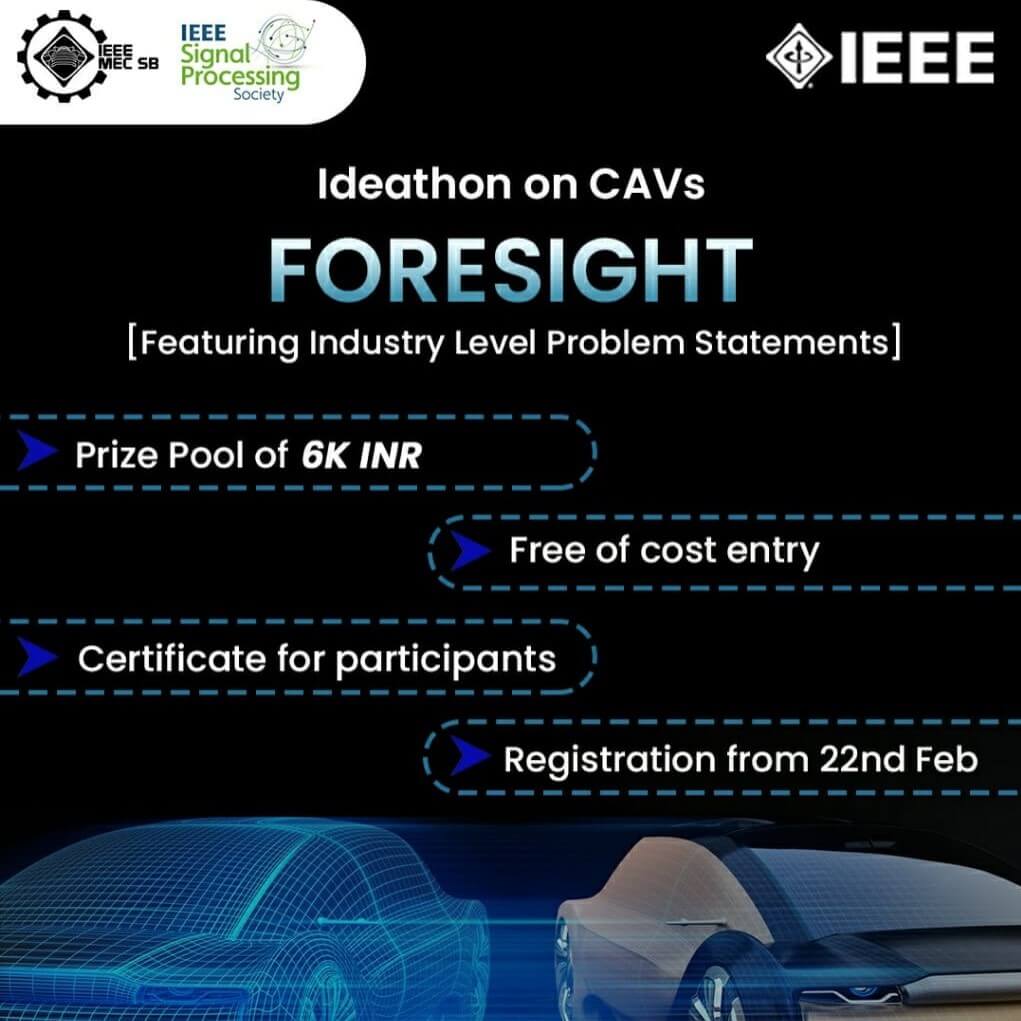 IEEE
MEC SB
IEEE
Signal
Processing
Society
IEEE
Ideathon on CAVs
FORESIGHT
[Featuring Industry Level Problem Statements]
Prize Pool of 6K INR
Free of cost entry
Certificate for participants
Registration from 22nd Feb